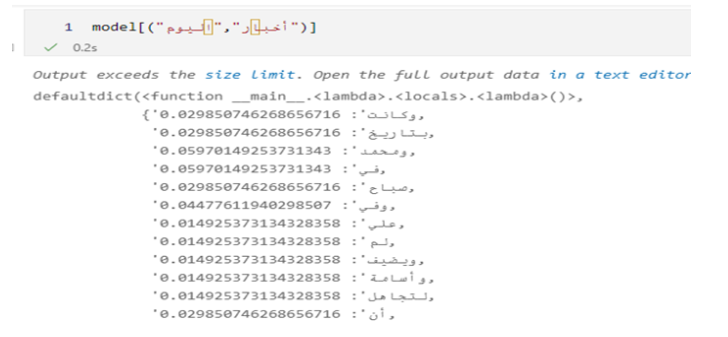 1 model[("أخبار","اليوم")]
0.2s
Output exceeds the size limit. Open the full output data in a text editor
defaultdict(<function __main__.<lambda>.<locals>.<lambda>()>,
{'وكانت': 0.029850746268656716,
'بتاريخ': 0.029850746268656716,
'ومحمد': 0.05970149253731343,
'في': 0.05970149253731343,
'صباح': 0.029850746268656716,
'وفي': 0.04477611940298507,
'علي': 0.014925373134328358,
'لم': 0.014925373134328358,
'ويضيف': 0.014925373134328358,
'وأسامة': 0.014925373134328358,
'لتجاهل': 0.014925373134328358,
'أن': 0.029850746268656716,